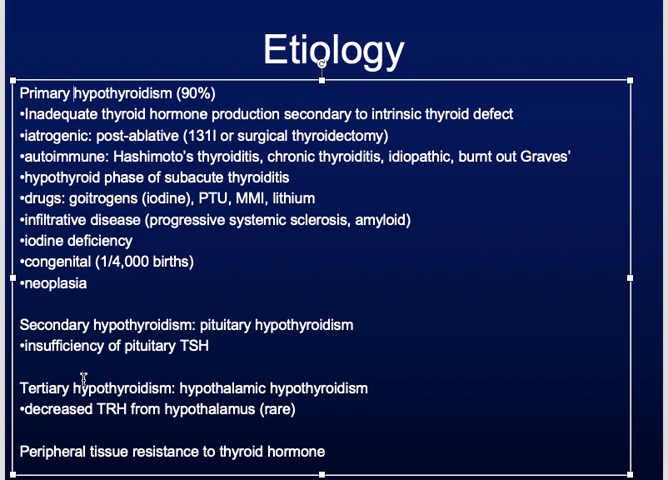 Etiology
Primary hypothyroidism (90%)
•Inadequate thyroid hormone production secondary to intrinsic thyroid defect
•iatrogenic: post-ablative (131I or surgical thyroidectomy)
•autoimmune: Hashimoto’s thyroiditis, chronic thyroiditis, idiopathic, burnt out Graves’
•hypothyroid phase of subacute thyroiditis
•drugs: goitrogens (iodine), PTU, MMI, lithium
•infiltrative disease (progressive systemic sclerosis, amyloid)
•iodine deficiency
•congenital (1/4,000 births)
•neoplasia
Secondary hypothyroidism: pituitary hypothyroidism
•insufficiency of pituitary TSH
Tertiary hypothyroidism: hypothalamic hypothyroidism
•decreased TRH from hypothalamus (rare)
Peripheral tissue resistance to thyroid hormone